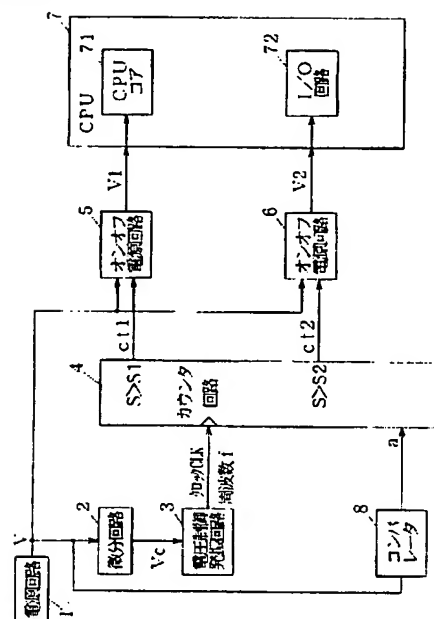 7
CPU
71
CPU
コア
72
I/O
回路
V1
V2
5
オンオフ
電源回路
6
オンオフ
電源回路
ct1
ct2
4
S>S1
カウンタ
回路
S>S2
クロックCLK
周波数f
a
V
2
微分回路
Vc
3
電圧制御
発振回路
8
コンパ
レータ
電源回路
1